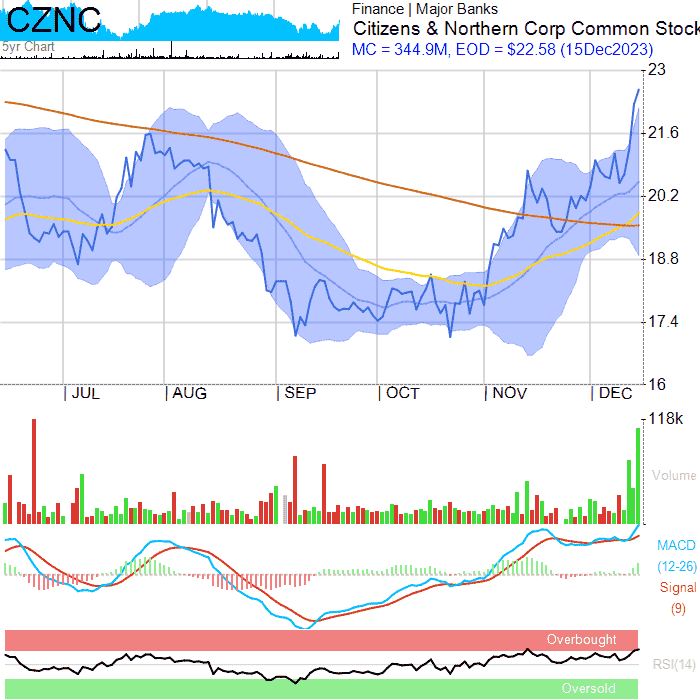 CZNC
5yr Chart
Finance | Major Banks
Citizens & Northern Corp Common Stock
MC = 344.9M, EOD = $22.58 (15Dec2023)
23
21.6
20.2
18.8
17.4
16
JUL AUG SEP OCT NOV DEC
118k
Volume
MACD
(12-26)
Signal
(9)
Overbought
RSI(14)
Oversold